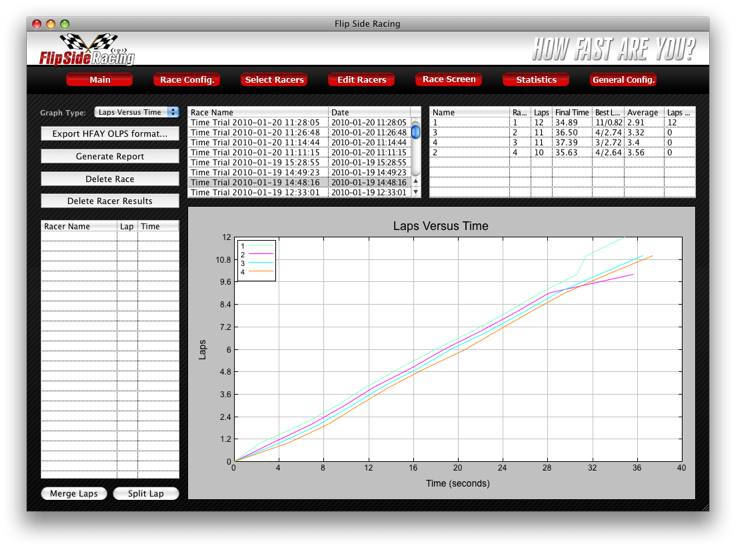 Flip Side Racing
FlipSide Racing
HOW FAST ARE YOU?
Main Race Config. Select Racers Edit Racers Race Screen Statistics General Config.
Graph Type: Laps Versus Time
Export HFAY OLPS format...
Generate Report
Delete Race
Delete Racer Results
Racer Name Lap Time
Merge Laps Split Lap
Race Name Date
Time Trial 2010-01-20 11:28:05 2010-01-20 11:28:05
Time Trial 2010-01-20 11:26:48 2010-01-20 11:26:48
Time Trial 2010-01-20 11:14:44 2010-01-20 11:14:44
Time Trial 2010-01-20 11:11:15 2010-01-20 11:11:15
Time Trial 2010-01-19 15:28:55 2010-01-19 15:28:55
Time Trial 2010-01-19 14:49:23 2010-01-19 14:49:23
Time Trial 2010-01-19 14:48:16 2010-01-19 14:48:16
Time Trial 2010-01-19 12:33:01 2010-01-19 12:33:01
Name Ra... Laps Final Time Best L... Average Laps ...
1 1 12 34.89 11/0.82 2.91 12
3 2 11 36.50 4/2.74 3.32 0
4 3 11 37.39 3/2.72 3.4 0
2 4 10 35.63 4/2.64 3.56 0
Laps Versus Time
1
2
3
4
Laps
12
10.8
9.6
8.4
7.2
6
4.8
3.6
2.4
1.2
0
0 4 8 12 16 20 24 28 32 36 40
Time (seconds)